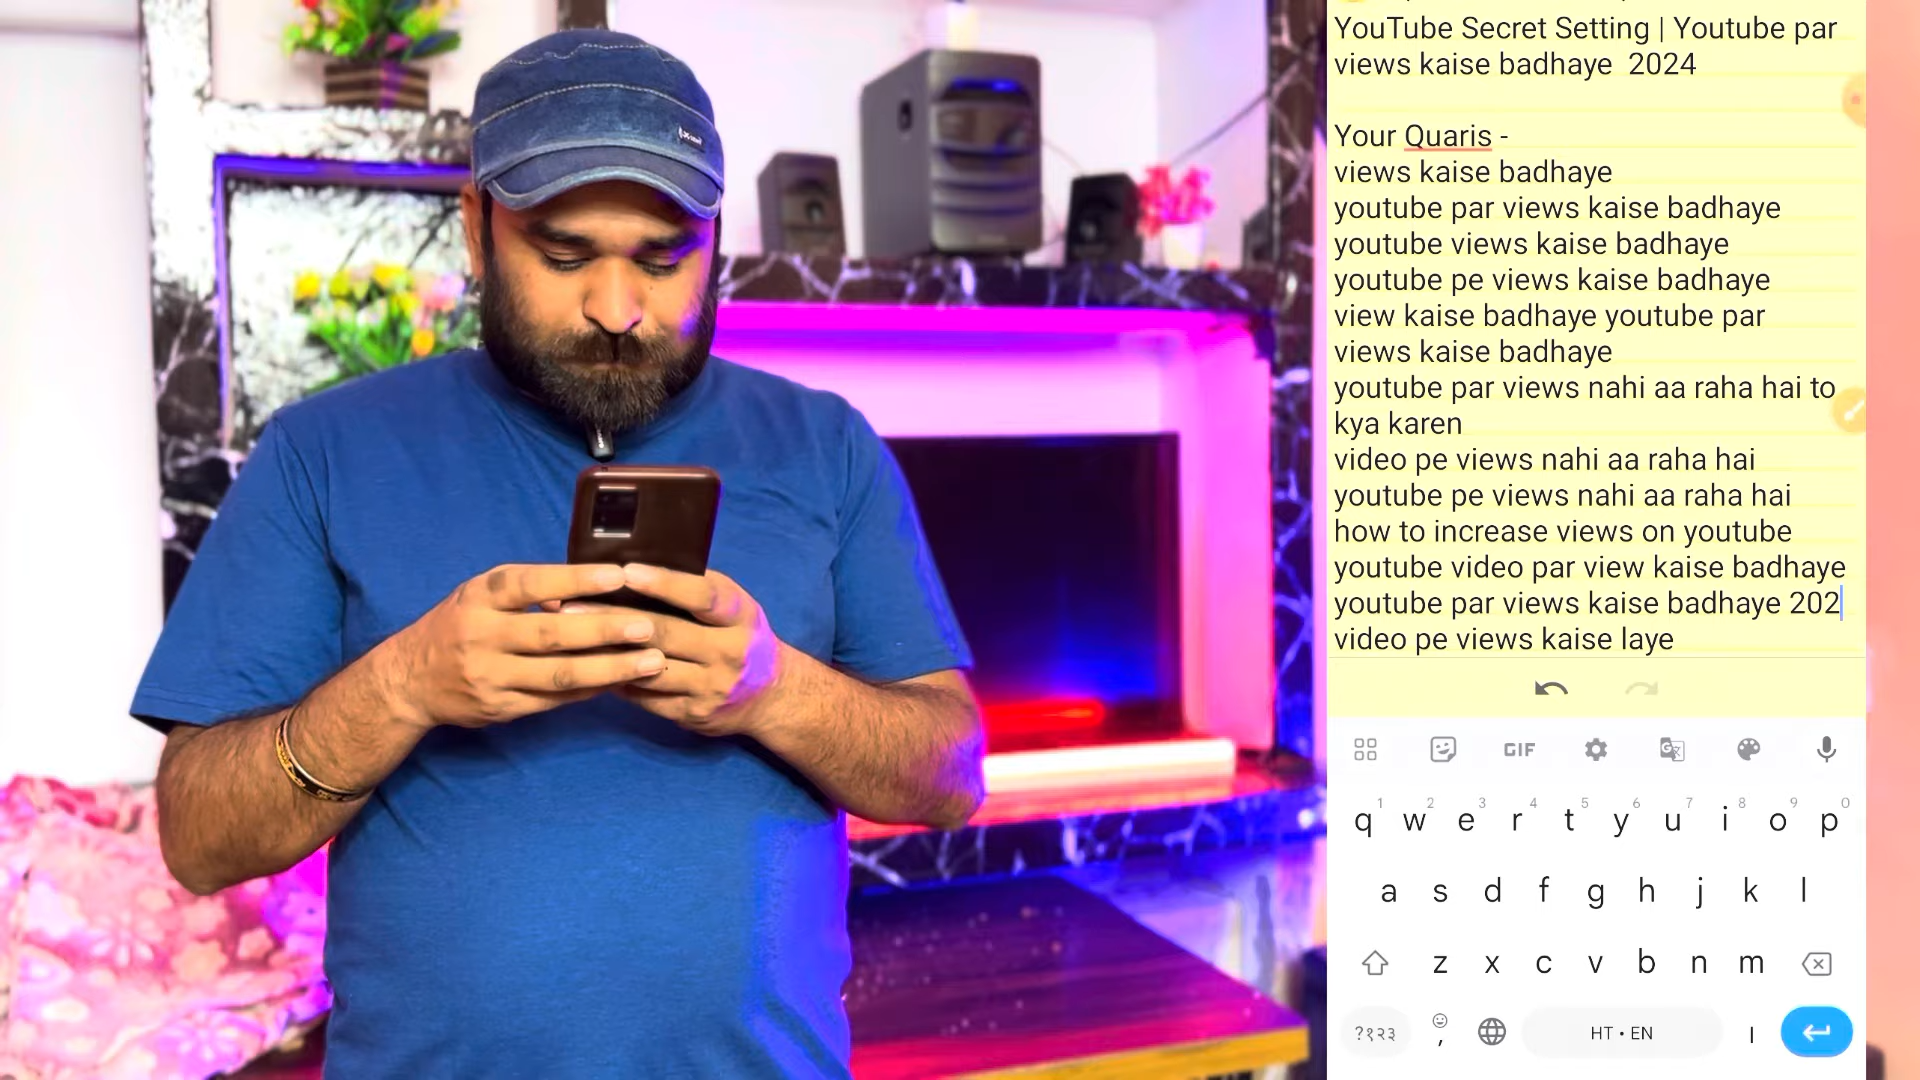 YouTube Secret Setting | Youtube par
views kaise badhaye 2024
Your Quaris -
views kaise badhaye
youtube par views kaise badhaye
youtube views kaise badhaye
youtube pe views kaise badhaye
view kaise badhaye youtube par
views kaise badhaye
youtube par views nahi aa raha hai to
kya karen
video pe views nahi aa raha hai
youtube pe views nahi aa raha hai
how to increase views on youtube
youtube video par view kaise badhaye
youtube par views kaise badhaye 202
video pe views kaise laye
GIF
1 2 3 4 5 6 7 8 9 0
q w e r t y u i o p
a s d f g h j k l
z x c v b n m
?१२३ , HT • EN ।